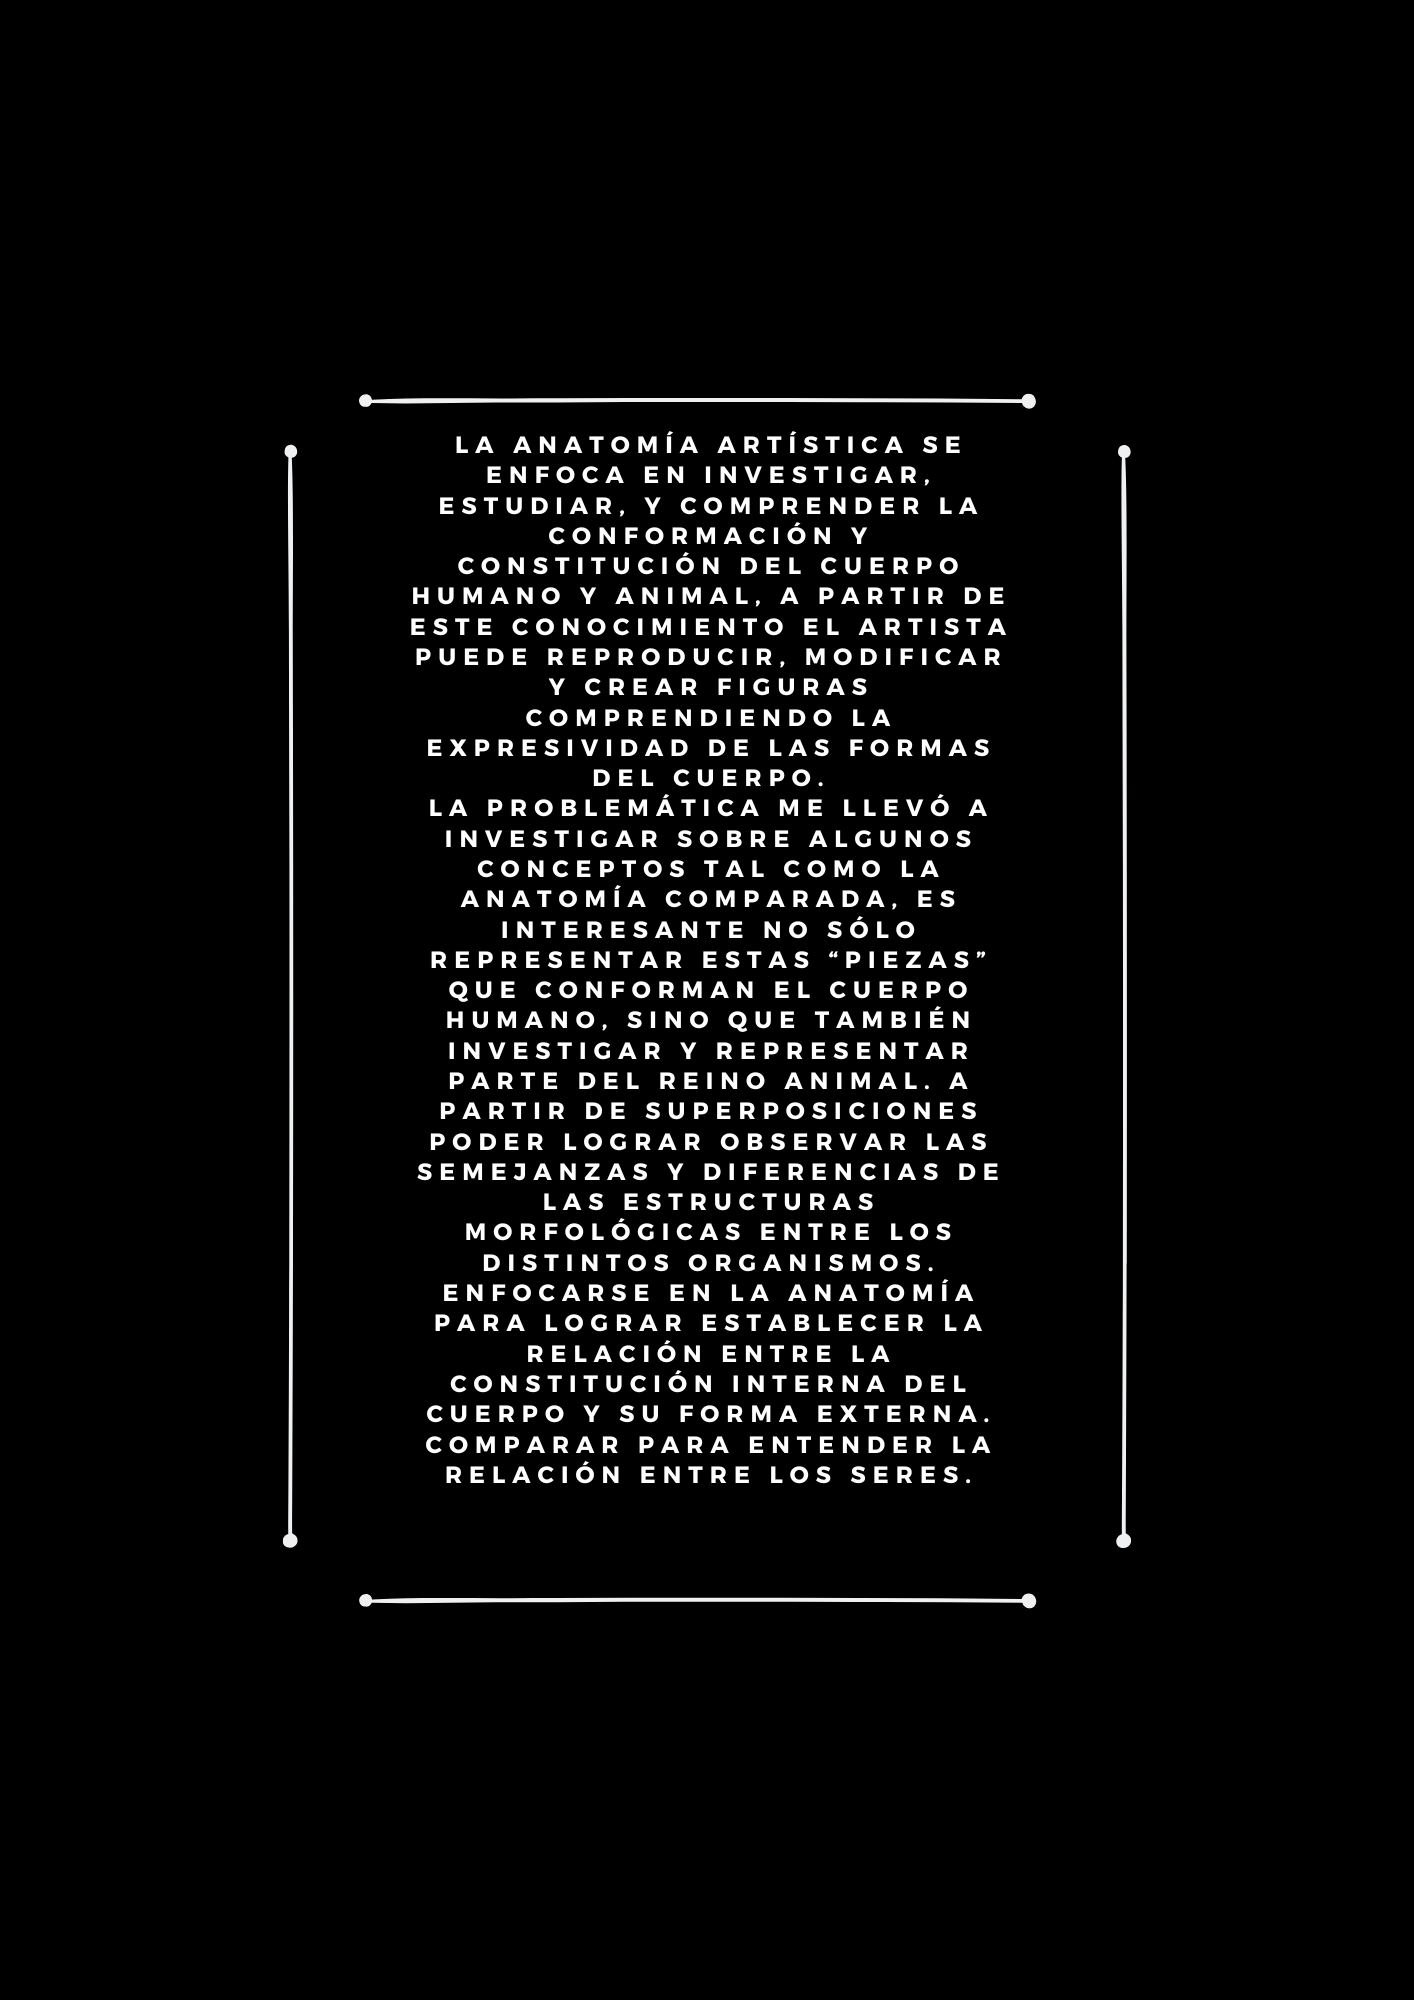 LA ANATOMÍA ARTÍSTICA SE
ENFOCA EN INVESTIGAR,
ESTUDIAR, Y COMPRENDER LA
CONFORMACIÓN Y
CONSTITUCIÓN DEL CUERPO
HUMANO Y ANIMAL, A PARTIR DE
ESTE CONOCIMIENTO EL ARTISTA
PUEDE REPRODUCIR, MODIFICAR
Y CREAR FIGURAS
COMPRENDIENDO LA
EXPRESIVIDAD DE LAS FORMAS
DEL CUERPO.
LA PROBLEMÁTICA ME LLEVÓ A
INVESTIGAR SOBRE ALGUNOS
CONCEPTOS TAL COMO LA
ANATOMÍA COMPARADA, ES
INTERESANTE NO SÓLO
REPRESENTAR ESTAS “PIEZAS”
QUE CONFORMAN EL CUERPO
HUMANO, SINO QUE TAMBIÉN
INVESTIGAR Y REPRESENTAR
PARTE DEL REINO ANIMAL. A
PARTIR DE SUPERPOSICIONES
PODER LOGRAR OBSERVAR LAS
SEMEJANZAS Y DIFERENCIAS DE
LAS ESTRUCTURAS
MORFOLÓGICAS ENTRE LOS
DISTINTOS ORGANISMOS.
ENFOCARSE EN LA ANATOMÍA
PARA LOGRAR ESTABLECER LA
RELACIÓN ENTRE LA
CONSTITUCIÓN INTERNA DEL
CUERPO Y SU FORMA EXTERNA.
COMPARAR PARA ENTENDER LA
RELACIÓN ENTRE LOS SERES.